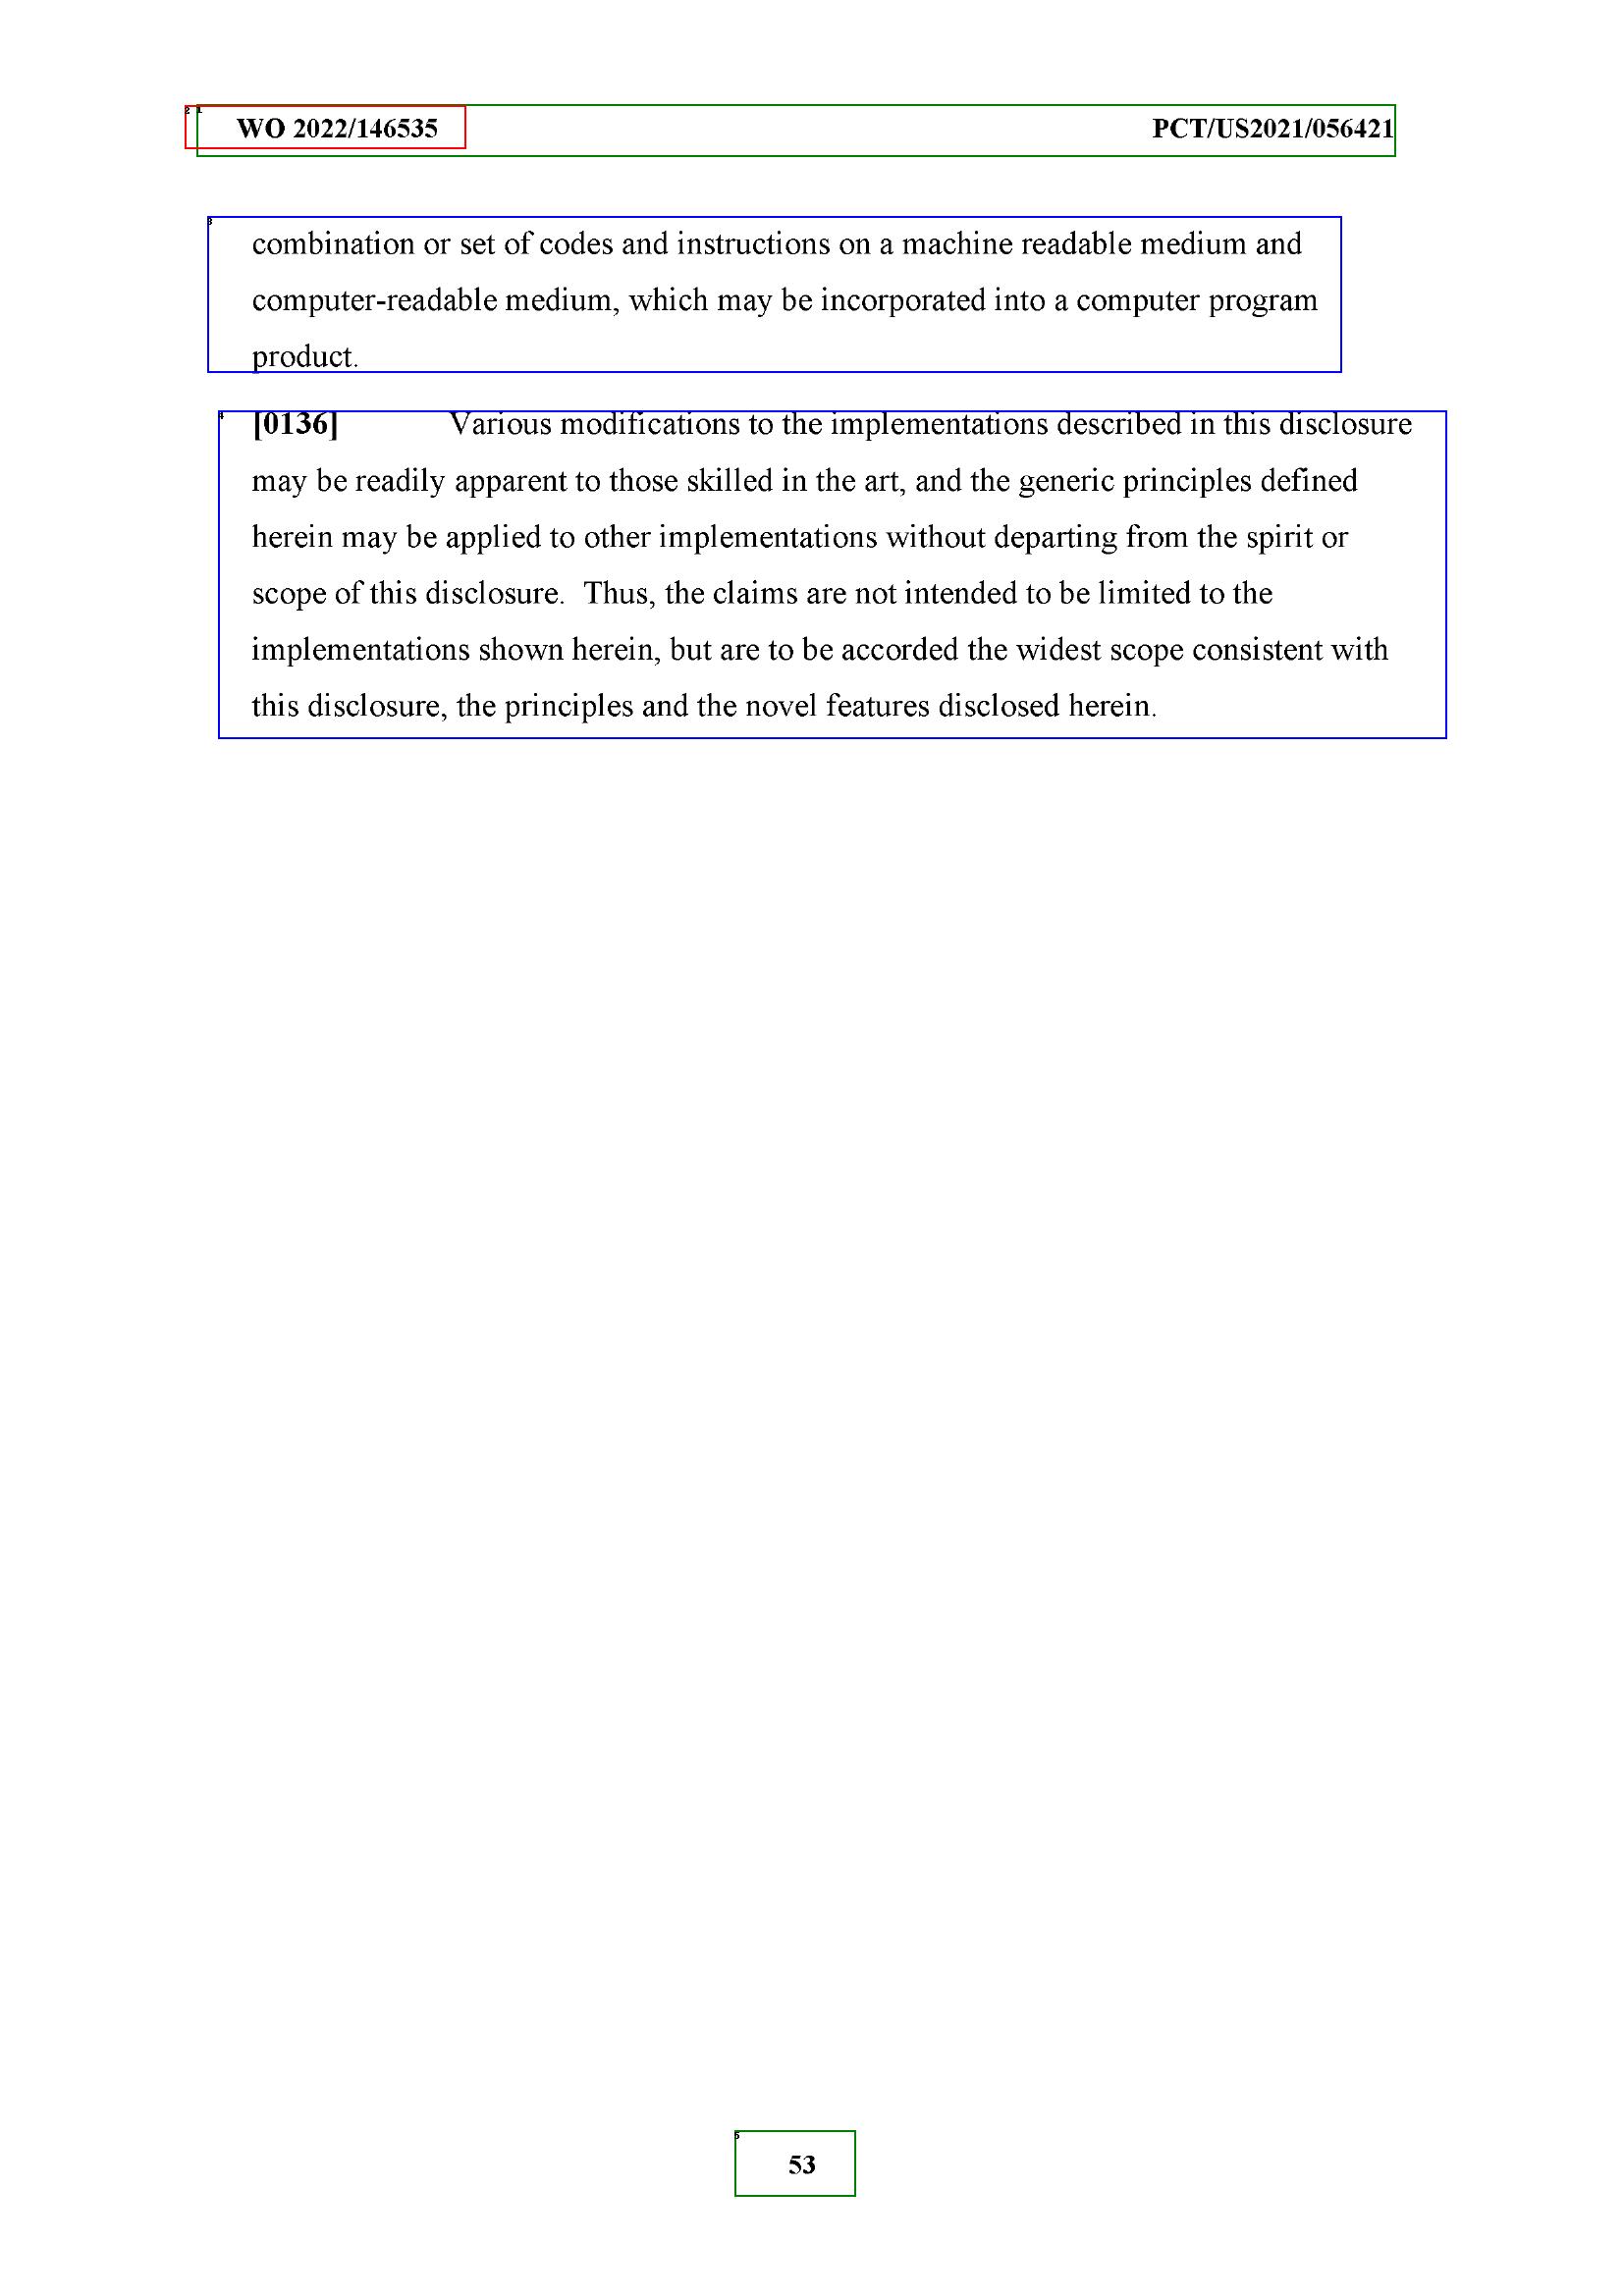 WO 2022/146535 PCT/US2021/056421
combination or set of codes and instructions on a machine readable medium and
computer-readable medium, which may be incorporated into a computer program
product.
[0136] Various modifications to the implementations described in this disclosure
may be readily apparent to those skilled in the art, and the generic principles defined
herein may be applied to other implementations without departing from the spirit or
scope of this disclosure.  Thus, the claims are not intended to be limited to the
implementations shown herein, but are to be accorded the widest scope consistent with
this disclosure, the principles and the novel features disclosed herein.
53